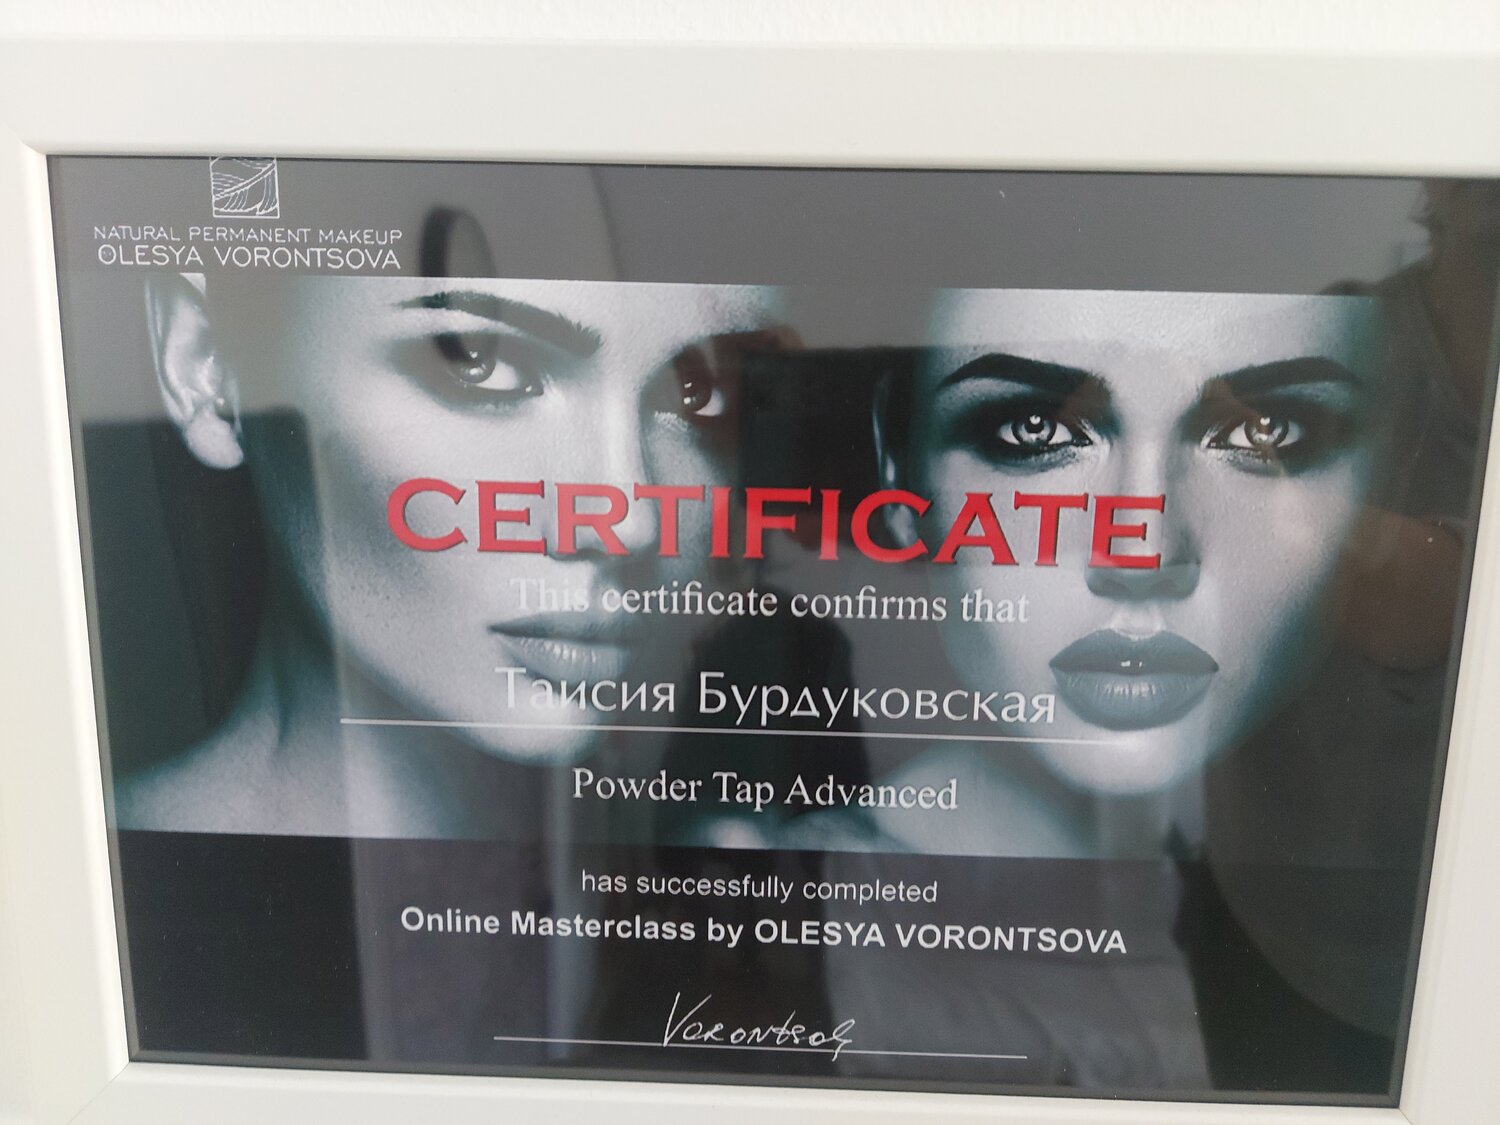 NATURAL PERMANENT MAKEUP
OLESYA VORONTSOVA
CERTIFICATE
This certificate confirms that
Таисия Бурдуковская
Powder Tap Advanced
has successfully completed
Online Masterclass by OLESYA VORONTSOVA
Vorontsov